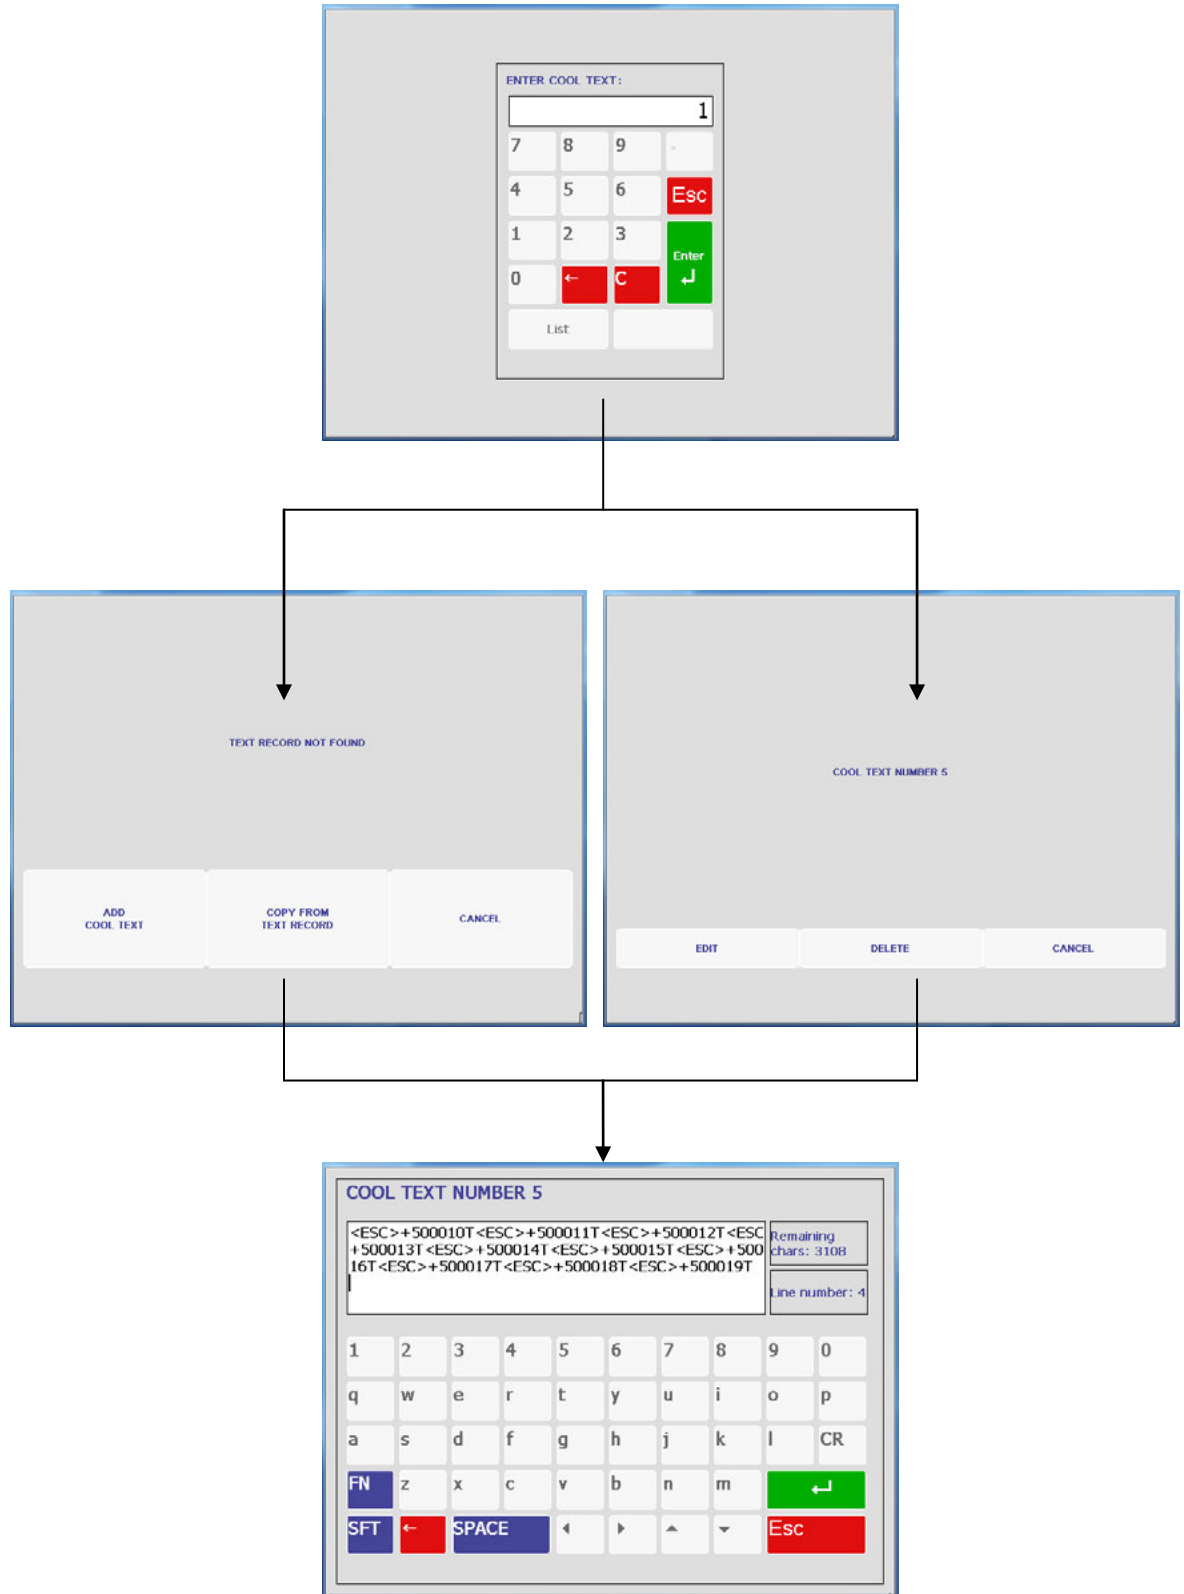 ENTER COOL TEXT:
1
7 8 9 -
4 5 6 Esc
1 2 3 Enter
0 ← C ↵
List
TEXT RECORD NOT FOUND
ADD
COOL TEXT
COPY FROM
TEXT RECORD
CANCEL
COOL TEXT NUMBER 5
EDIT DELETE CANCEL
COOL TEXT NUMBER 5
<ESC>+500010T<ESC>+500011T<ESC>+500012T<ESC
+500013T<ESC>+500014T<ESC>+500015T<ESC>+500
16T<ESC>+500017T<ESC>+500018T<ESC>+500019T
Remaining
chars: 3108
Line number: 4
1 2 3 4 5 6 7 8 9 0
q w e r t y u i o p
a s d f g h j k l CR
FN z x c v b n m ↵
SFT ← SPACE Esc